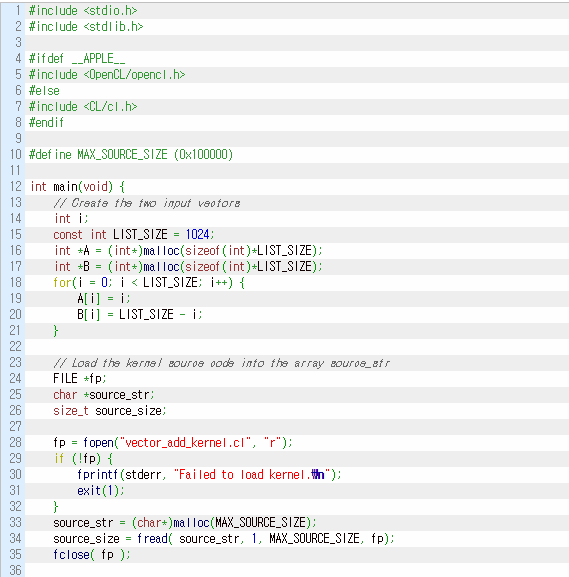 1 #include <stdio.h>
2 #include <stdlib.h>
3
4 #ifdef __APPLE__
5 #include <OpenCL/opencl.h>
6 #else
7 #include <CL/cl.h>
8 #endif
9
10 #define MAX_SOURCE_SIZE (0x100000)
11
12 int main(void) {
13     // Create the two input vectors
14     int i;
15     const int LIST_SIZE = 1024;
16     int *A = (int*)malloc(sizeof(int)*LIST_SIZE);
17     int *B = (int*)malloc(sizeof(int)*LIST_SIZE);
18     for(i = 0; i < LIST_SIZE; i++) {
19         A[i] = i;
20         B[i] = LIST_SIZE - i;
21     }
22
23     // Load the kernel source code into the array source_str
24     FILE *fp;
25     char *source_str;
26     size_t source_size;
27
28     fp = fopen("vector_add_kernel.cl", "r");
29     if (!fp) {
30         fprintf(stderr, "Failed to load kernel.₩n");
31         exit(1);
32     }
33     source_str = (char*)malloc(MAX_SOURCE_SIZE);
34     source_size = fread( source_str, 1, MAX_SOURCE_SIZE, fp);
35     fclose( fp );
36